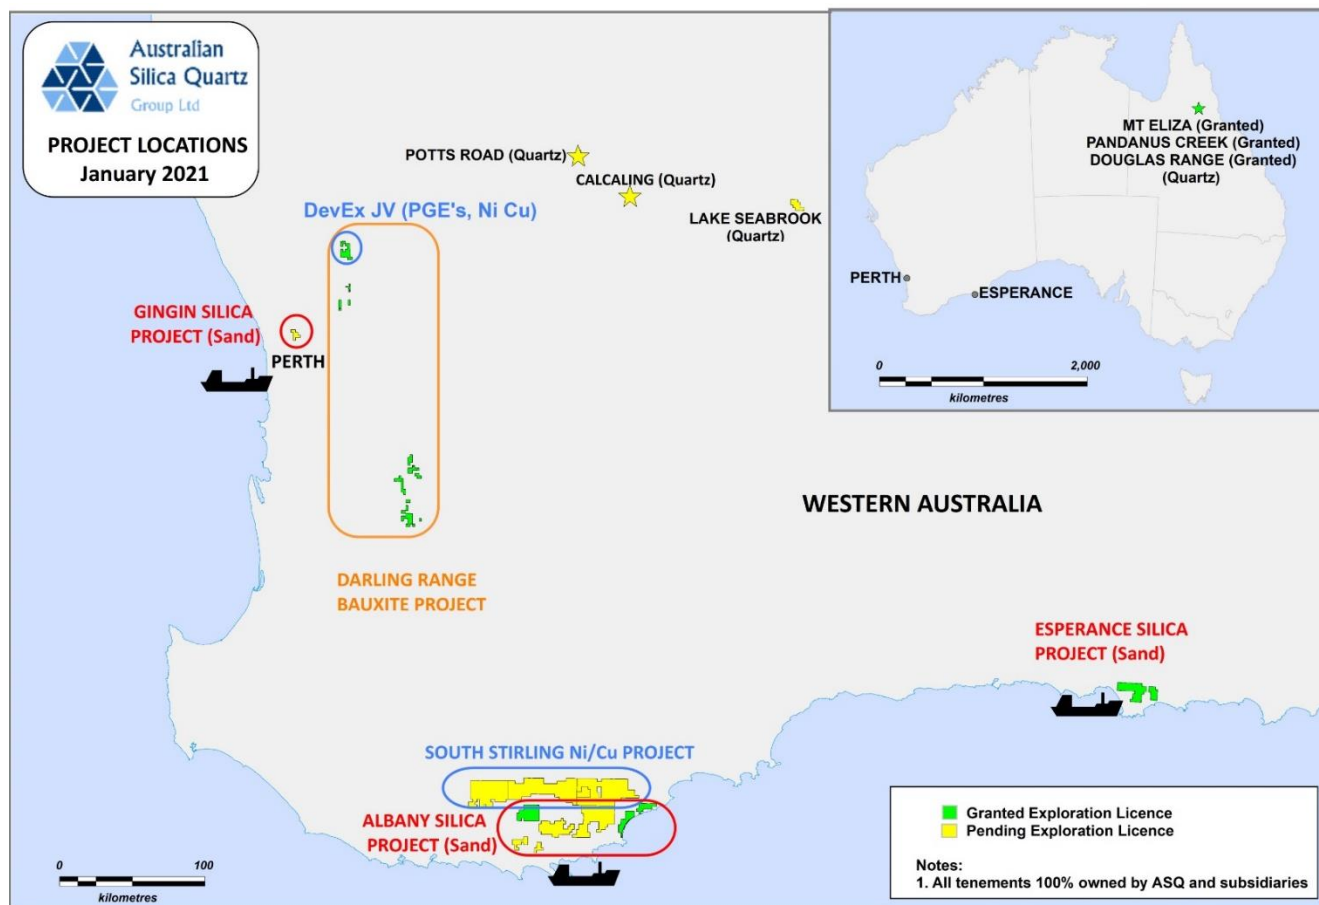 Australian
Silica Quartz
Group Ltd
PROJECT LOCATIONS
January 2021
POTTS ROAD (Quartz)
CALCALING (Quartz)
LAKE SEABROOK
(Quartz)
DevEx JV (PGE's, Ni Cu)
GINGIN SILICA
PROJECT (Sand)
PERTH
DARLING RANGE
BAUXITE PROJECT
WESTERN AUSTRALIA
ESPERANCE SILICA
PROJECT (Sand)
SOUTH STIRLING Ni/Cu PROJECT
ALBANY SILICA
PROJECT (Sand)
0 100
kilometres
MT ELIZA (Granted)
PANDANUS CREEK (Granted)
DOUGLAS RANGE (Granted)
(Quartz)
PERTH
ESPERANCE
0 2,000
kilometres
Granted Exploration Licence
Pending Exploration Licence
Notes:
1. All tenements 100% owned by ASQ and subsidiaries